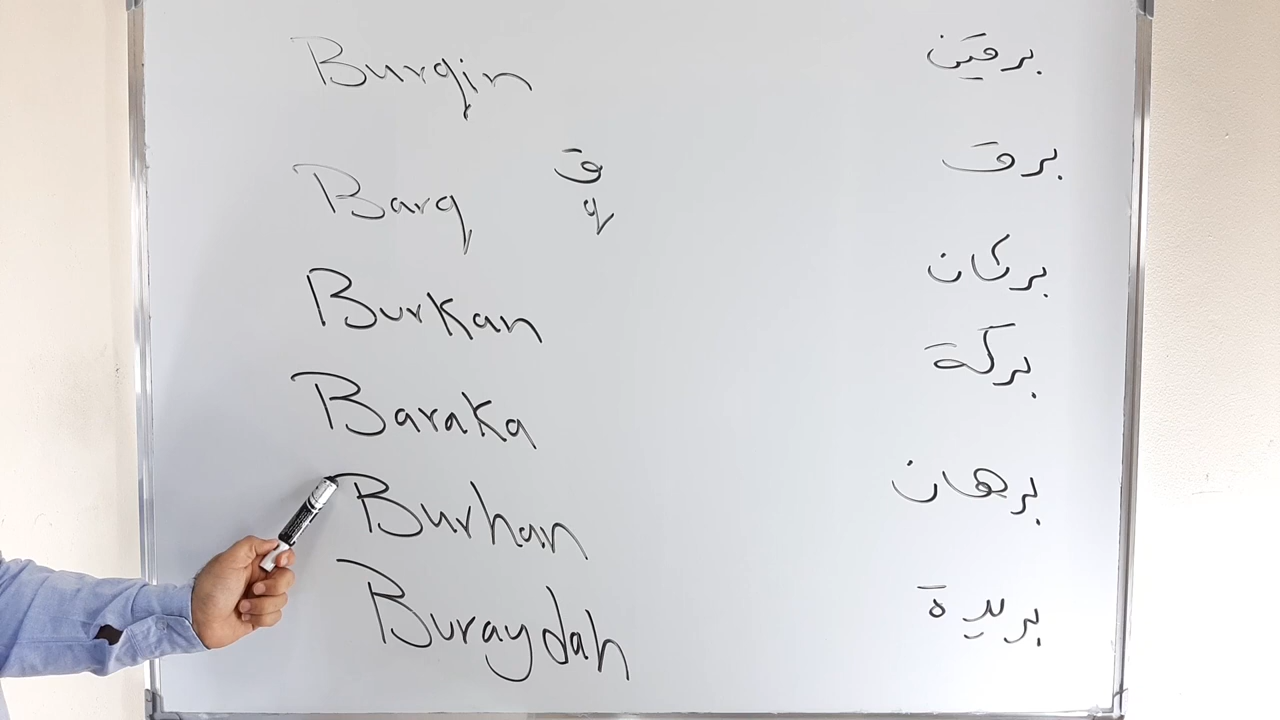 Burqin برقين
Barq ق برق
q
Burkan بركان
Baraka بركة
Burhan برهان
Buraydah بريدة